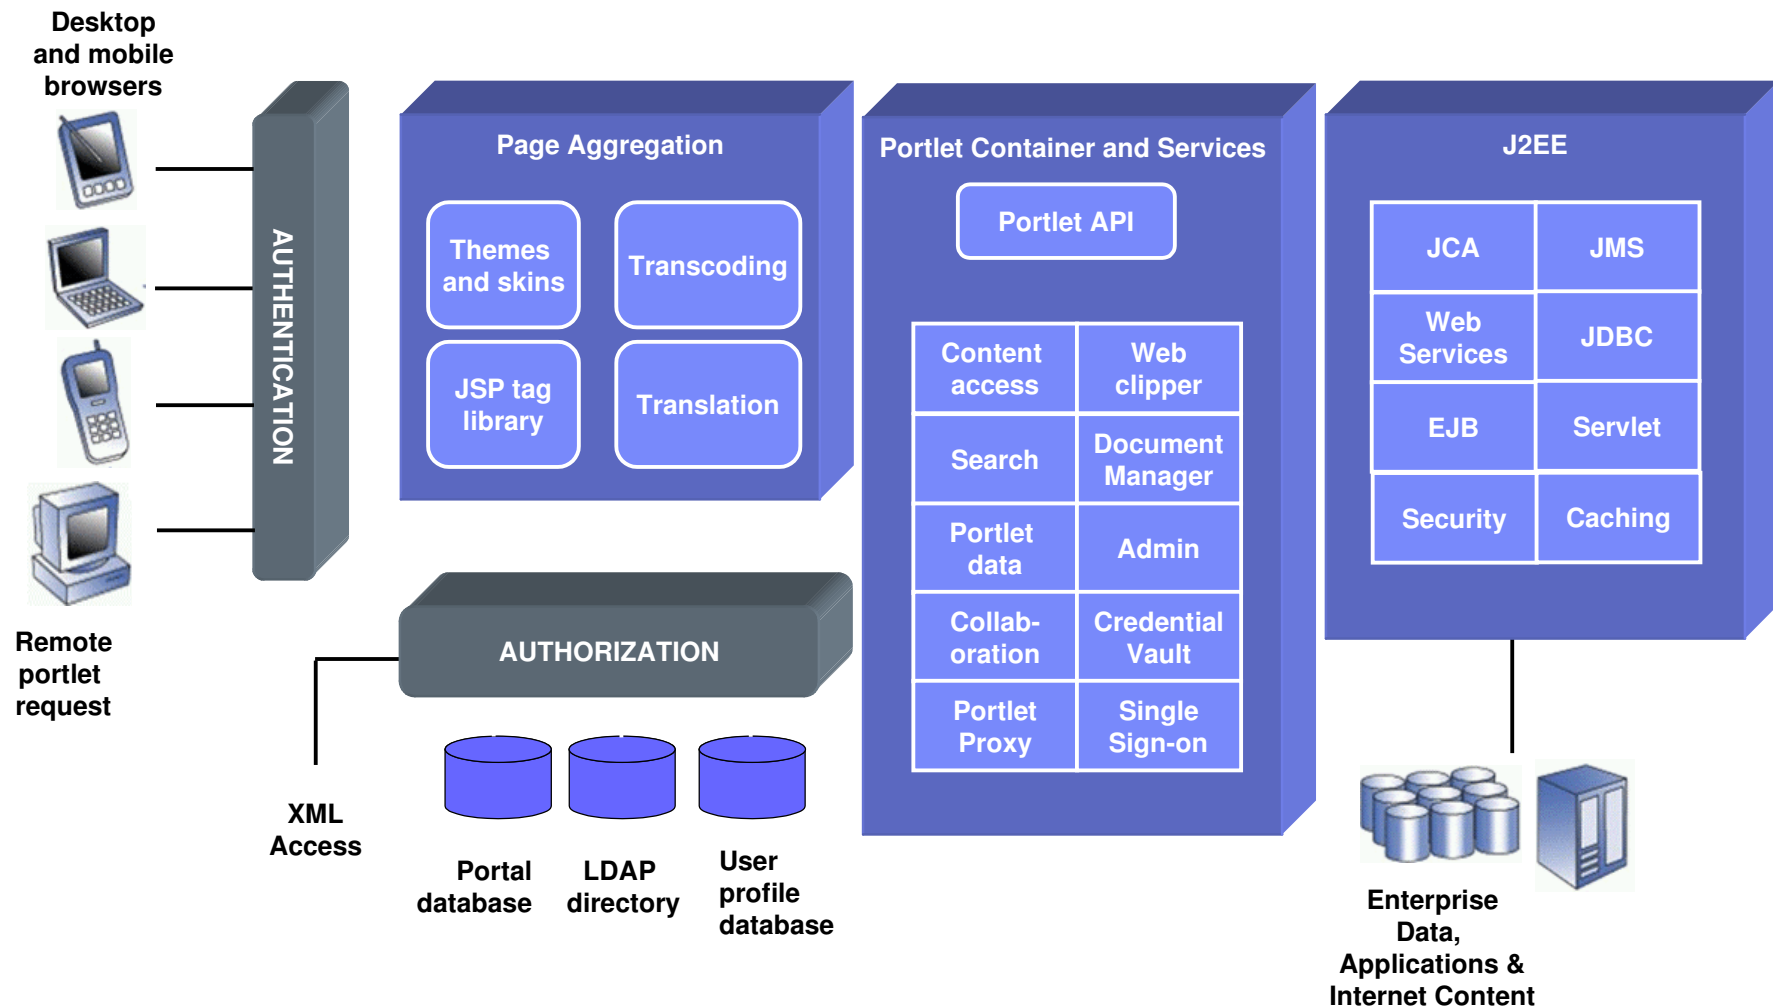 Desktop
and mobile
browsers
AUTHENTICATION
Remote
portlet
request
Page Aggregation
Themes
and skins
Transcoding
JSP tag
library
Translation
AUTHORIZATION
XML
Access
Portal
database
LDAP
directory
User
profile
database
Portlet Container and Services
Portlet API
Content
access
Web
clipper
Search
Document
Manager
Portlet
data
Admin
Collab-
oration
Credential
Vault
Portlet
Proxy
Single
Sign-on
J2EE
JCA
JMS
Web
Services
JDBC
EJB
Servlet
Security
Caching
Enterprise
Data,
Applications &
Internet Content